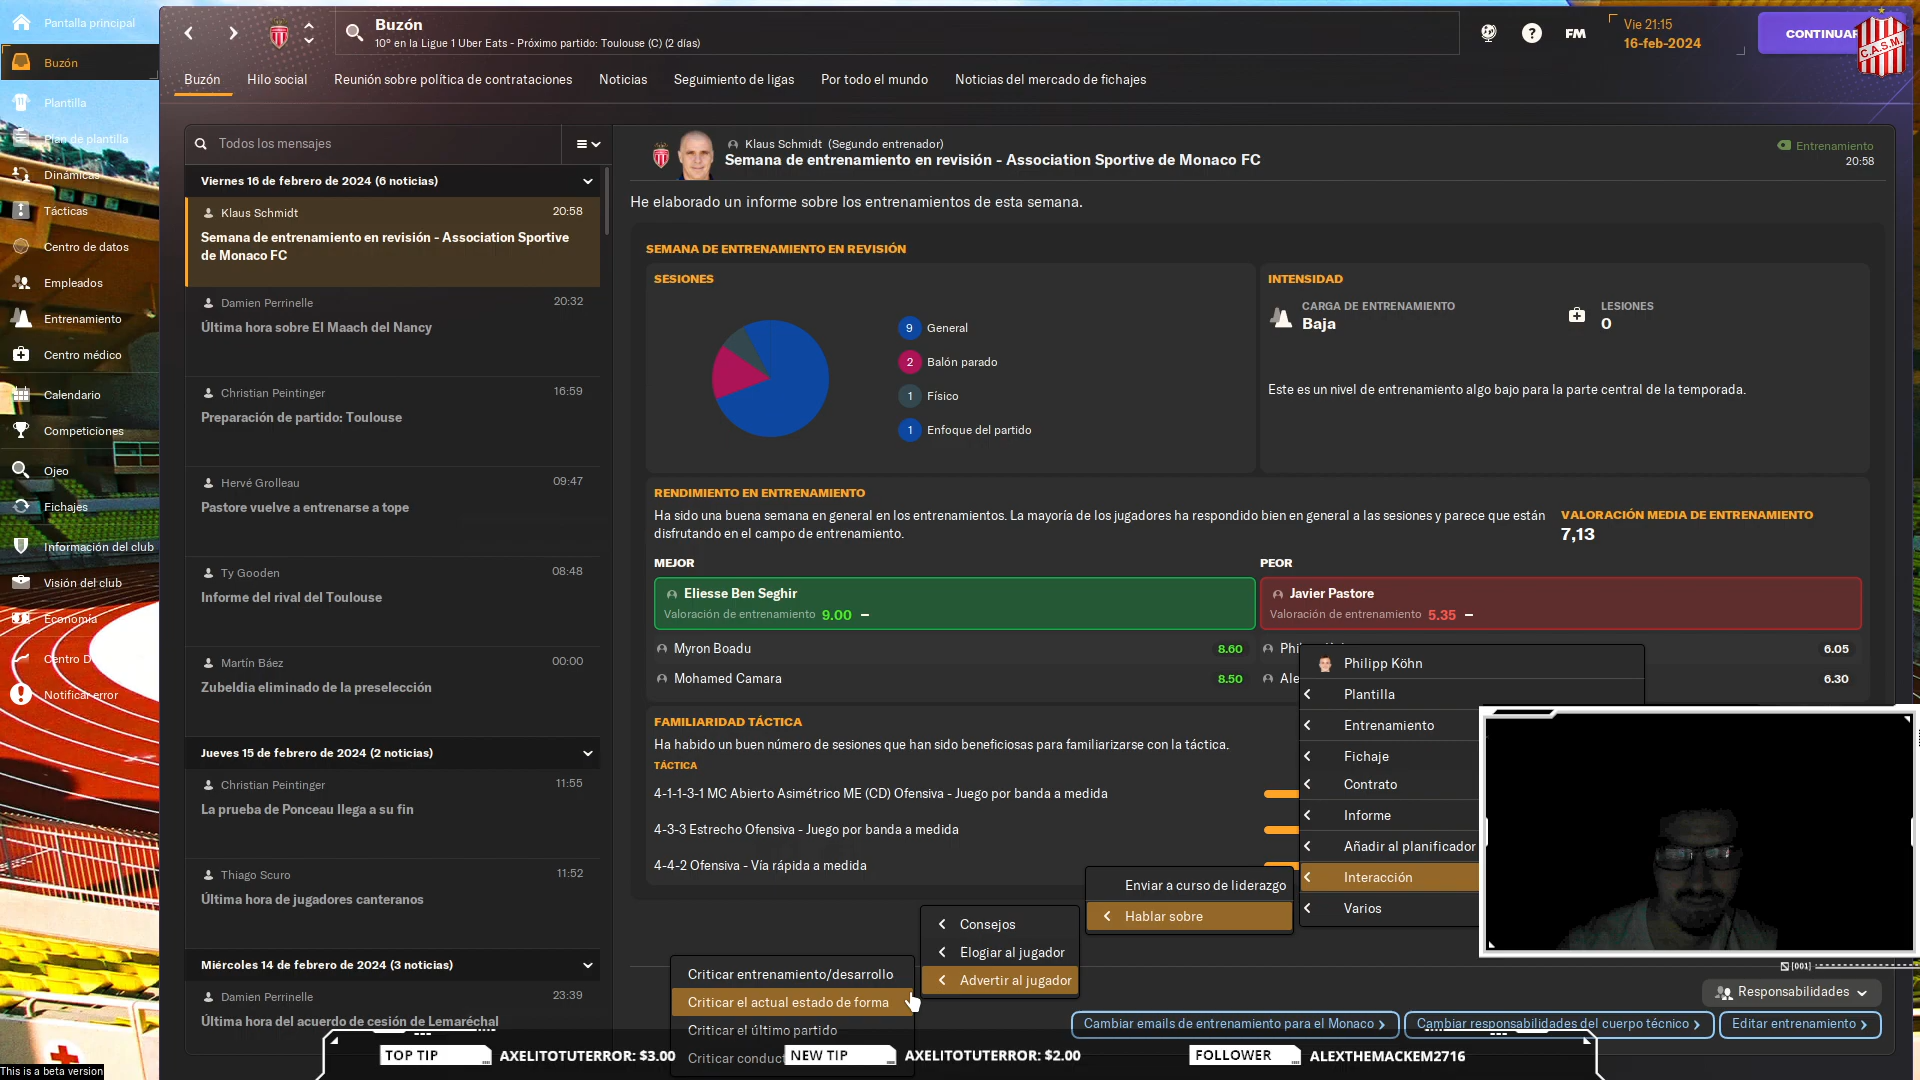 Pantalla principal
Buzón
Plantilla
Plan de plantilla
Dinámicas
Tácticas
Centro de datos
Empleados
Entrenamiento
Centro médico
Calendario
Competiciones
Ojeo
Fichajes
Información del club
Visión del club
Economía
Centro D
Notificar error
This is a beta version
Buzón
10º en la Ligue 1 Uber Eats - Próximo partido: Toulouse (C) (2 días)
FM
Vie 21:15
16-feb-2024
CONTINUAR
C.A.S.M.
Buzón
Hilo social
Reunión sobre política de contrataciones
Noticias
Seguimiento de ligas
Por todo el mundo
Noticias del mercado de fichajes
Todos los mensajes
Viernes 16 de febrero de 2024 (6 noticias)
Klaus Schmidt 20:58
Semana de entrenamiento en revisión - Association Sportive
de Monaco FC
Damien Perrinelle 20:32
Última hora sobre El Maach del Nancy
Christian Peintinger 16:59
Preparación de partido: Toulouse
Hervé Grolleau 09:47
Pastore vuelve a entrenarse a tope
Ty Gooden 08:48
Informe del rival del Toulouse
Martín Báez 00:00
Zubeldia eliminado de la preselección
Jueves 15 de febrero de 2024 (2 noticias)
Christian Peintinger 11:55
La prueba de Ponceau llega a su fin
Thiago Scuro 11:52
Última hora de jugadores canteranos
Miércoles 14 de febrero de 2024 (3 noticias)
Damien Perrinelle 23:39
Última hora del acuerdo de cesión de Lemaréchal
Klaus Schmidt (Segundo entrenador)
Semana de entrenamiento en revisión - Association Sportive de Monaco FC
Entrenamiento
20:58
He elaborado un informe sobre los entrenamientos de esta semana.
SEMANA DE ENTRENAMIENTO EN REVISIÓN
SESIONES
9 General
2 Balón parado
1 Físico
1 Enfoque del partido
INTENSIDAD
CARGA DE ENTRENAMIENTO
Baja
LESIONES
0
Este es un nivel de entrenamiento algo bajo para la parte central de la temporada.
RENDIMIENTO EN ENTRENAMIENTO
Ha sido una buena semana en general en los entrenamientos. La mayoría de los jugadores ha respondido bien en general a las sesiones y parece que están
disfrutando en el campo de entrenamiento.
VALORACIÓN MEDIA DE ENTRENAMIENTO
7,13
MEJOR
Eliesse Ben Seghir
Valoración de entrenamiento 9.00 –
Myron Boadu 8.60
Mohamed Camara 8.50
PEOR
Javier Pastore
Valoración de entrenamiento 5.35 –
Phi 6.05
Ale 6.30
FAMILIARIDAD TÁCTICA
Ha habido un buen número de sesiones que han sido beneficiosas para familiarizarse con la táctica.
TÁCTICA
4-1-1-3-1 MC Abierto Asimétrico ME (CD) Ofensiva - Juego por banda a medida
4-3-3 Estrecho Ofensiva - Juego por banda a medida
4-4-2 Ofensiva - Vía rápida a medida
Philipp Köhn
Plantilla
Entrenamiento
Fichaje
Contrato
Informe
Añadir al planificador
Interacción
Varios
Enviar a curso de liderazgo
Hablar sobre
Consejos
Elogiar al jugador
Advertir al jugador
Criticar entrenamiento/desarrollo
Criticar el actual estado de forma
Criticar el último partido
Criticar conduct
[001]
Responsabilidades
Cambiar emails de entrenamiento para el Monaco
Cambiar responsabilidades del cuerpo técnico
Editar entrenamiento
TOP TIP AXELITOTUTERROR: $3.00
NEW TIP AXELITOTUTERROR: $2.00
FOLLOWER ALEXTHEMACKEM2716